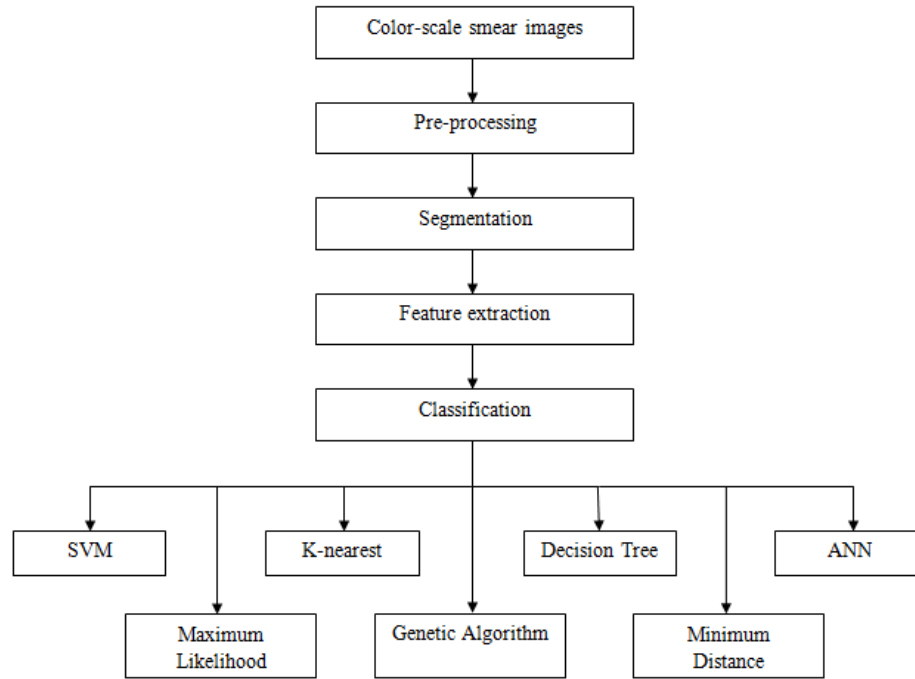 Color-scale smear images
Pre-processing
Segmentation
Feature extraction
Classification
SVM
K-nearest
Decision Tree
ANN
Maximum
Likelihood
Genetic Algorithm
Minimum
Distance